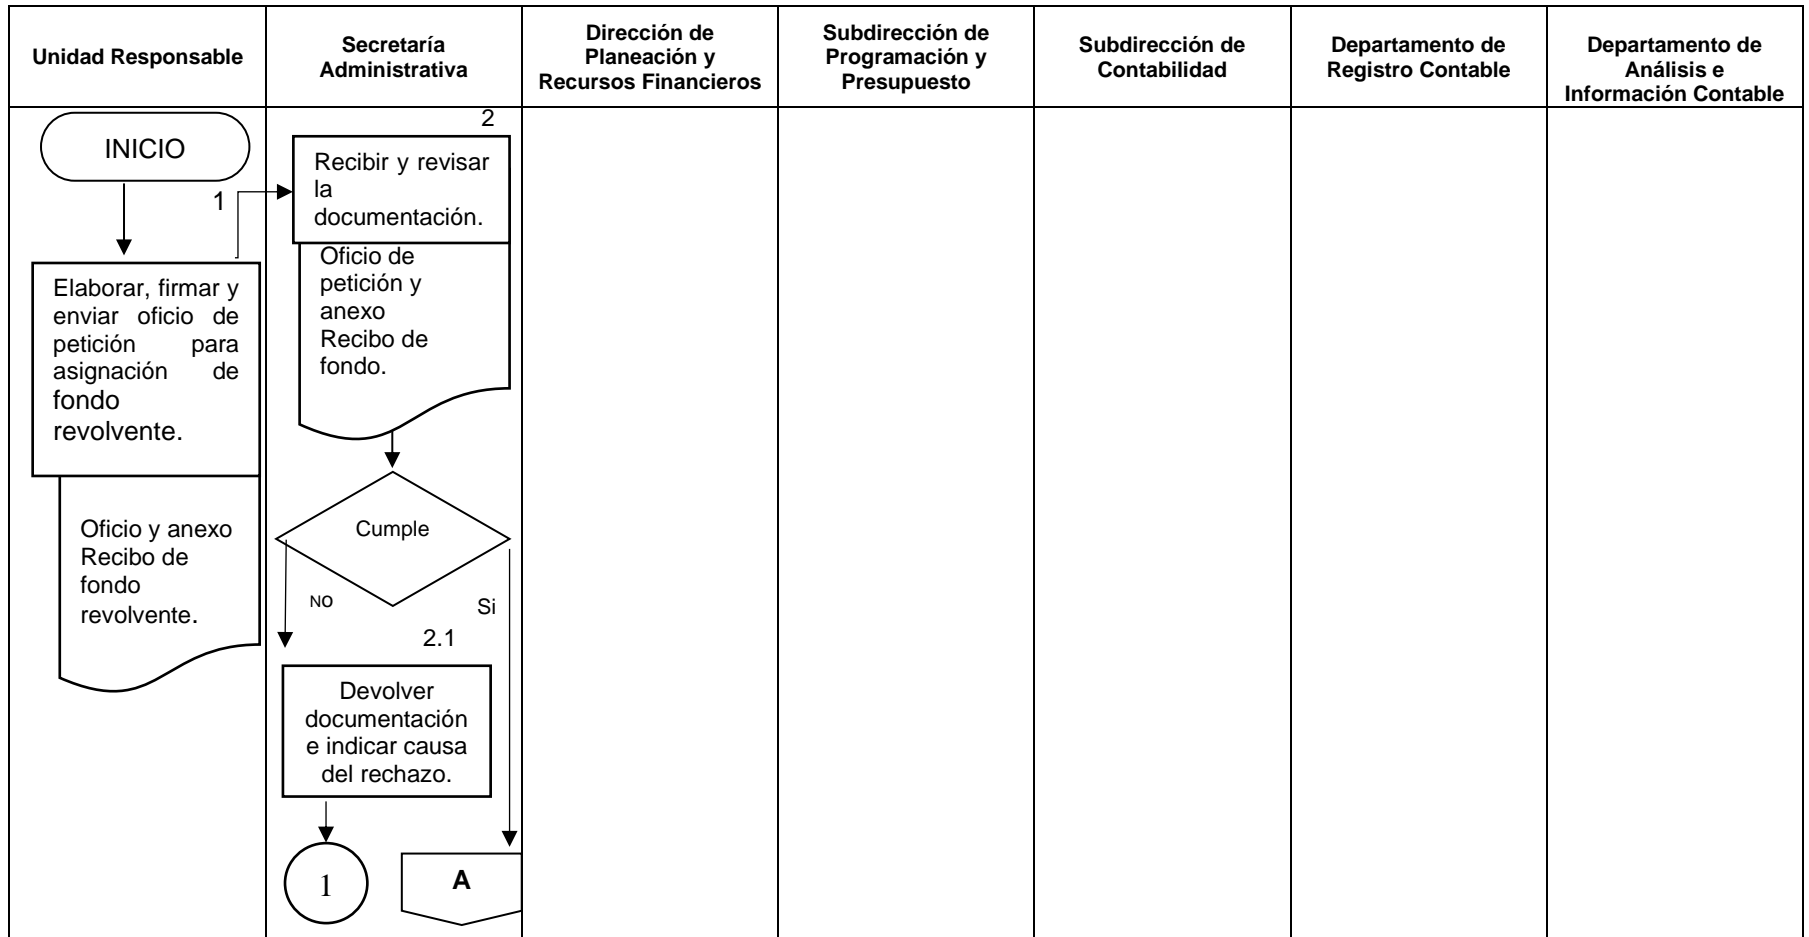 Unidad Responsable
Secretaría
Administrativa
Dirección de
Planeación y
Recursos Financieros
Subdirección de
Programación y
Presupuesto
Subdirección de
Contabilidad
Departamento de
Registro Contable
Departamento de
Análisis e
Información Contable
INICIO
1
Elaborar, firmar y
enviar oficio de
petición para
asignación de
fondo
revolvente.
Oficio y anexo
Recibo de
fondo
revolvente.
2
Recibir y revisar
la
documentación.
Oficio de
petición y
anexo
Recibo de
fondo.
Cumple
NO
Si
2.1
Devolver
documentación
e indicar causa
del rechazo.
1
A